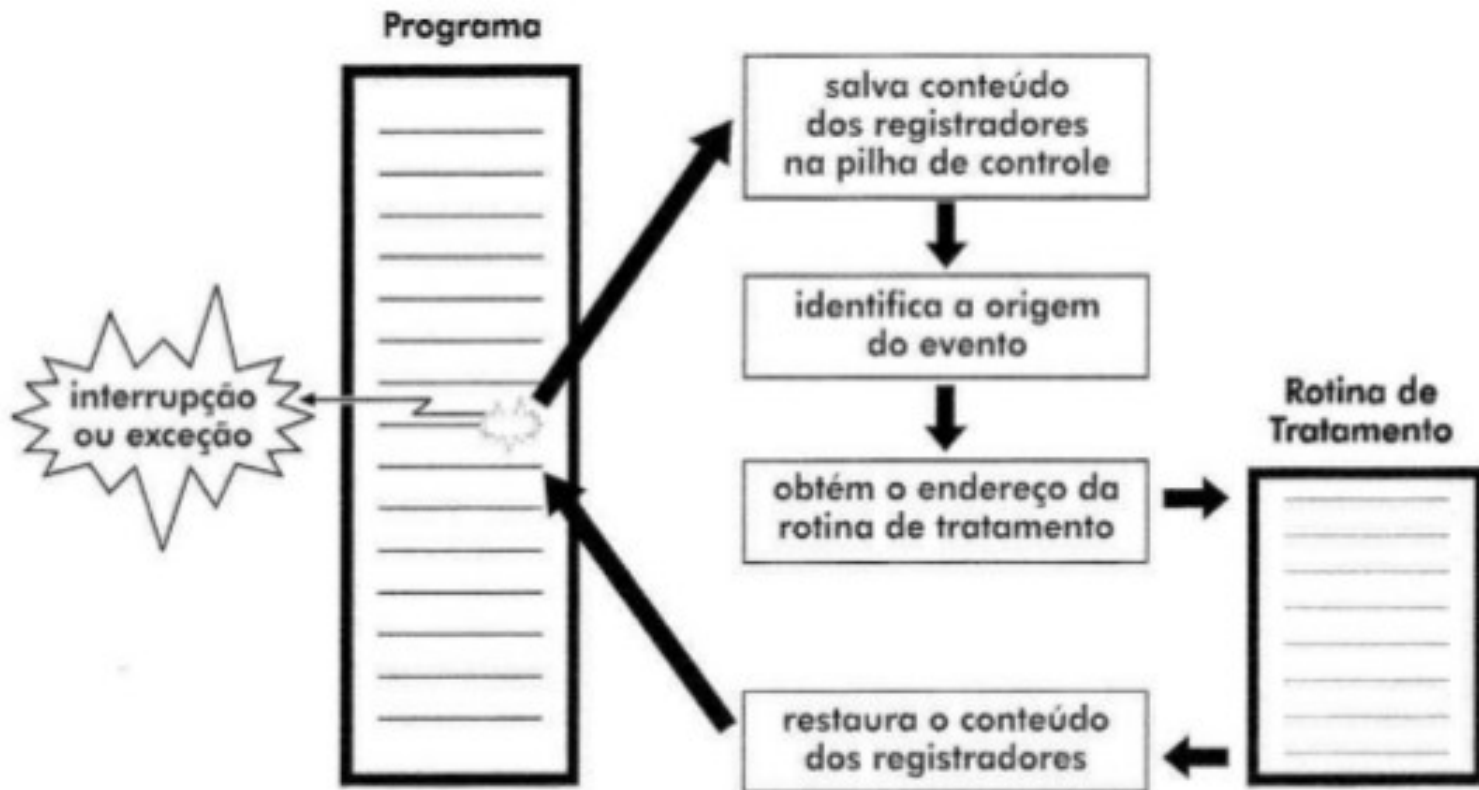 Programa
salva conteúdo
dos registradores
na pilha de controle
identifica a origem
do evento
interrupção
ou exceção
obtém o endereço da
rotina de tratamento
Rotina de
Tratamento
restaura o conteúdo
dos registradores